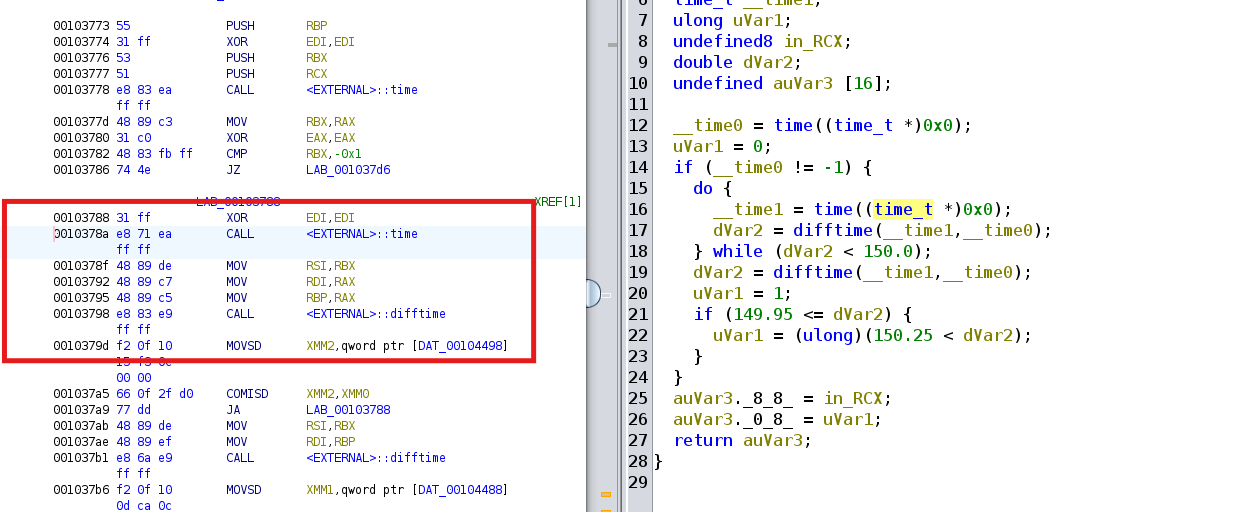 00103773 55 PUSH RBP
00103774 31 ff XOR EDI,EDI
00103776 53 PUSH RBX
00103777 51 PUSH RCX
00103778 e8 83 ea CALL <EXTERNAL>::time
ff ff
0010377d 48 89 c3 MOV RBX,RAX
00103780 31 c0 XOR EAX,EAX
00103782 48 83 fb ff CMP RBX,-0x1
00103786 74 4e JZ LAB_001037d6
LAB_00103788 XREF[1]
00103788 31 ff XOR EDI,EDI
0010378a e8 71 ea CALL <EXTERNAL>::time
ff ff
0010378f 48 89 de MOV RSI,RBX
00103792 48 89 c7 MOV RDI,RAX
00103795 48 89 c5 MOV RBP,RAX
00103798 e8 83 e9 CALL <EXTERNAL>::difftime
ff ff
0010379d f2 0f 10 MOVSD XMM2,qword ptr [DAT_00104498]
00 00
001037a5 66 0f 2f d0 COMISD XMM2,XMM0
001037a9 77 dd JA LAB_00103788
001037ab 48 89 de MOV RSI,RBX
001037ae 48 89 ef MOV RDI,RBP
001037b1 e8 6a e9 CALL <EXTERNAL>::difftime
ff ff
001037b6 f2 0f 10 MOVSD XMM1,qword ptr [DAT_00104488]
0d ca 0c
6 time_t __time1;
7 ulong uVar1;
8 undefined8 in_RCX;
9 double dVar2;
10 undefined auVar3 [16];
11
12 __time0 = time((time_t *)0x0);
13 uVar1 = 0;
14 if (__time0 != -1) {
15 do {
16 __time1 = time((time_t *)0x0);
17 dVar2 = difftime(__time1,__time0);
18 } while (dVar2 < 150.0);
19 dVar2 = difftime(__time1,__time0);
20 uVar1 = 1;
21 if (149.95 <= dVar2) {
22 uVar1 = (ulong)(150.25 < dVar2);
23 }
24 }
25 auVar3._8_8_ = in_RCX;
26 auVar3._0_8_ = uVar1;
27 return auVar3;
28 }
29